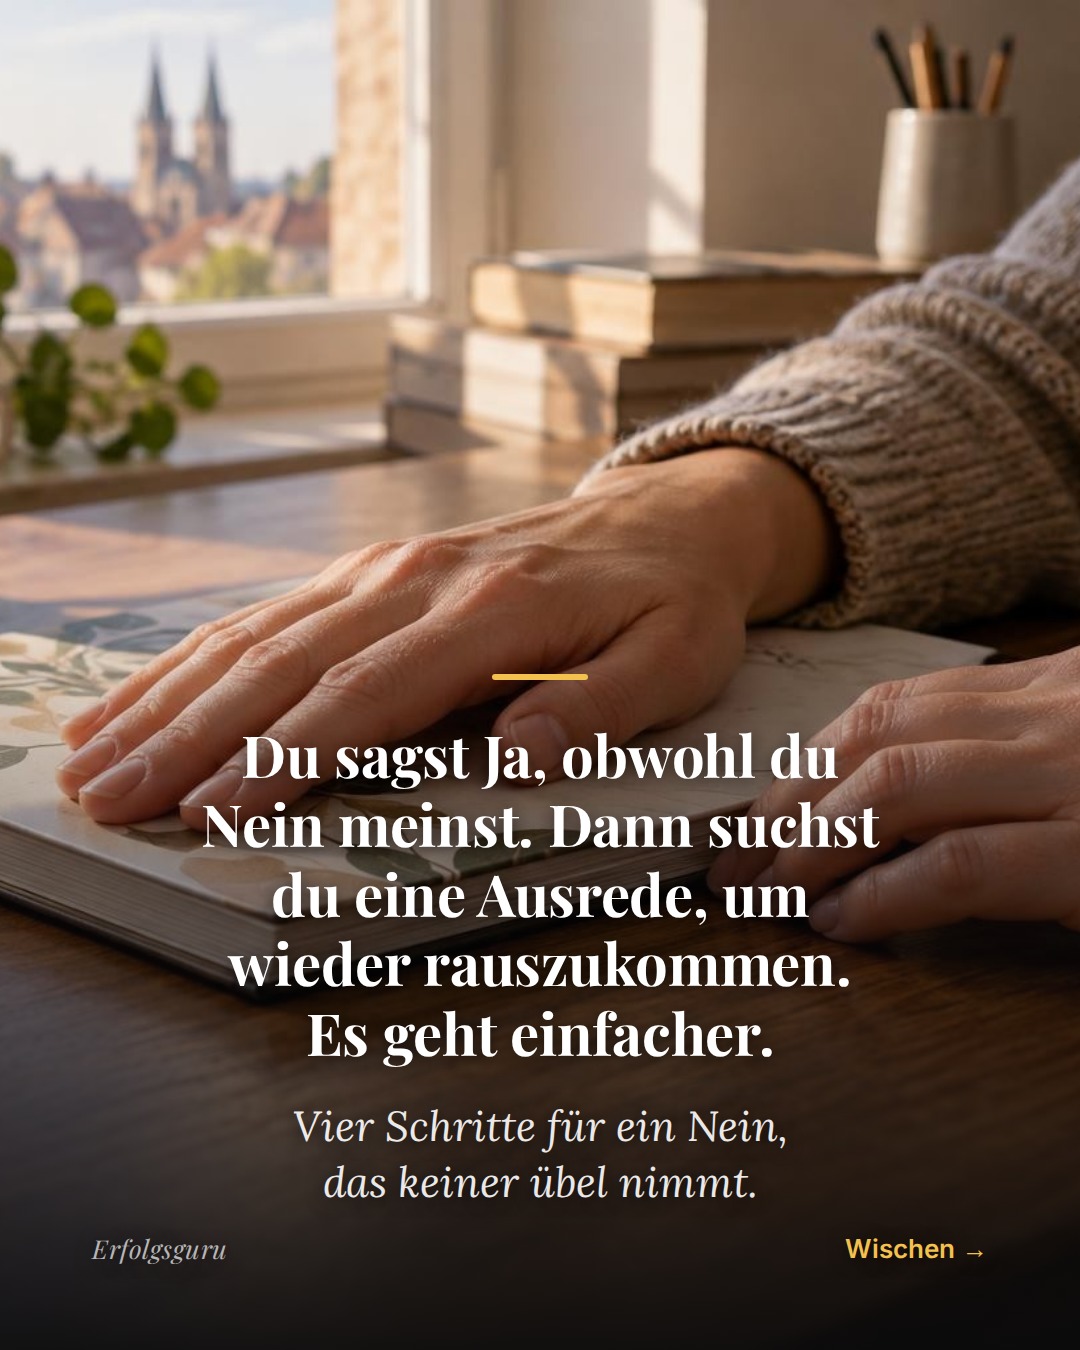 Du sagst Ja, obwohl du
Nein meinst. Dann suchst
du eine Ausrede, um
wieder rauszukommen.
Es geht einfacher.
Vier Schritte für ein Nein,
das keiner übel nimmt.
Erfolgsguru
Wischen →